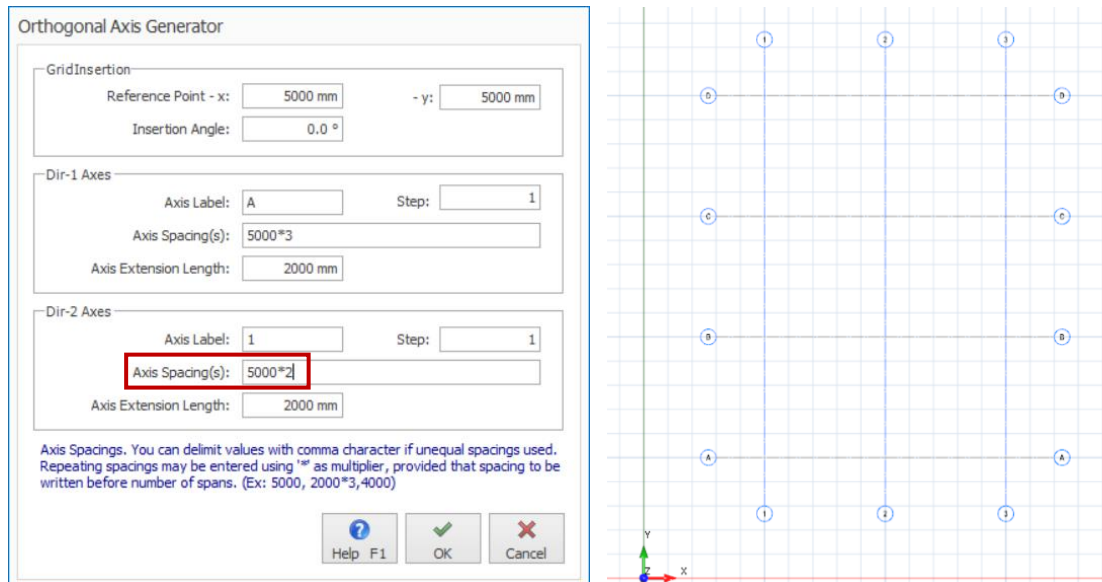 Orthogonal Axis Generator
GridInsertion
Reference Point - x: 5000 mm - y: 5000 mm
Insertion Angle: 0.0 °
Dir-1 Axes
Axis Label: A Step: 1
Axis Spacing(s): 5000*3
Axis Extension Length: 2000 mm
Dir-2 Axes
Axis Label: 1 Step: 1
Axis Spacing(s): 5000*2
Axis Extension Length: 2000 mm
Axis Spacings. You can delimit values with comma character if unequal spacings used.
Repeating spacings may be entered using '*' as multiplier, provided that spacing to be
written before number of spans. (Ex: 5000, 2000*3,4000)
Help F1 OK Cancel
1 2 3
D D
C C
B B
A A
1 2 3
Y
Z X